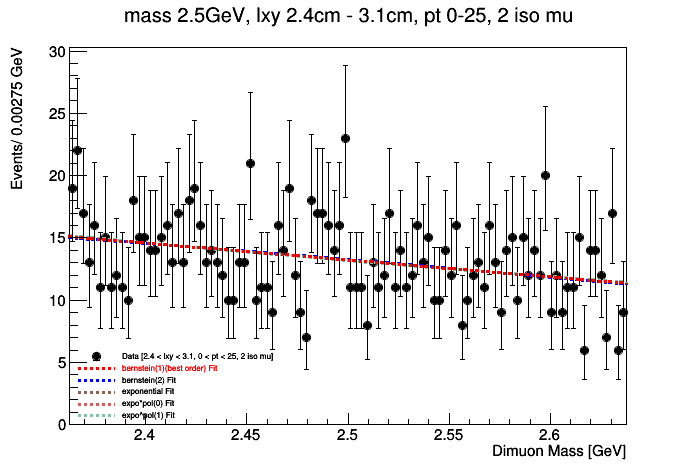 mass 2.5GeV, lxy 2.4cm - 3.1cm, pt 0-25, 2 iso mu
Events/ 0.00275 GeV
30
25
20
15
10
5
0
Data [2.4 < lxy < 3.1, 0 < pt < 25, 2 iso mu]
bernstein(1)(best order) Fit
bernstein(2) Fit
exponential Fit
expo*pol(0) Fit
expo*pol(1) Fit
2.4 2.45 2.5 2.55 2.6
Dimuon Mass [GeV]